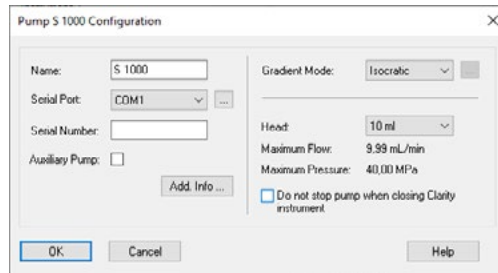 Pump S 1000 Configuration
Name:
S 1000
Serial Port:
COM1
...
Serial Number:
Auxiliary Pump:
Add. Info ...
Gradient Mode:
Isocratic
...
Head:
10 ml
Maximum Flow:
9.99 mL/min
Maximum Pressure:
40,00 MPa
Do not stop pump when closing Clarity
instrument
OK
Cancel
Help